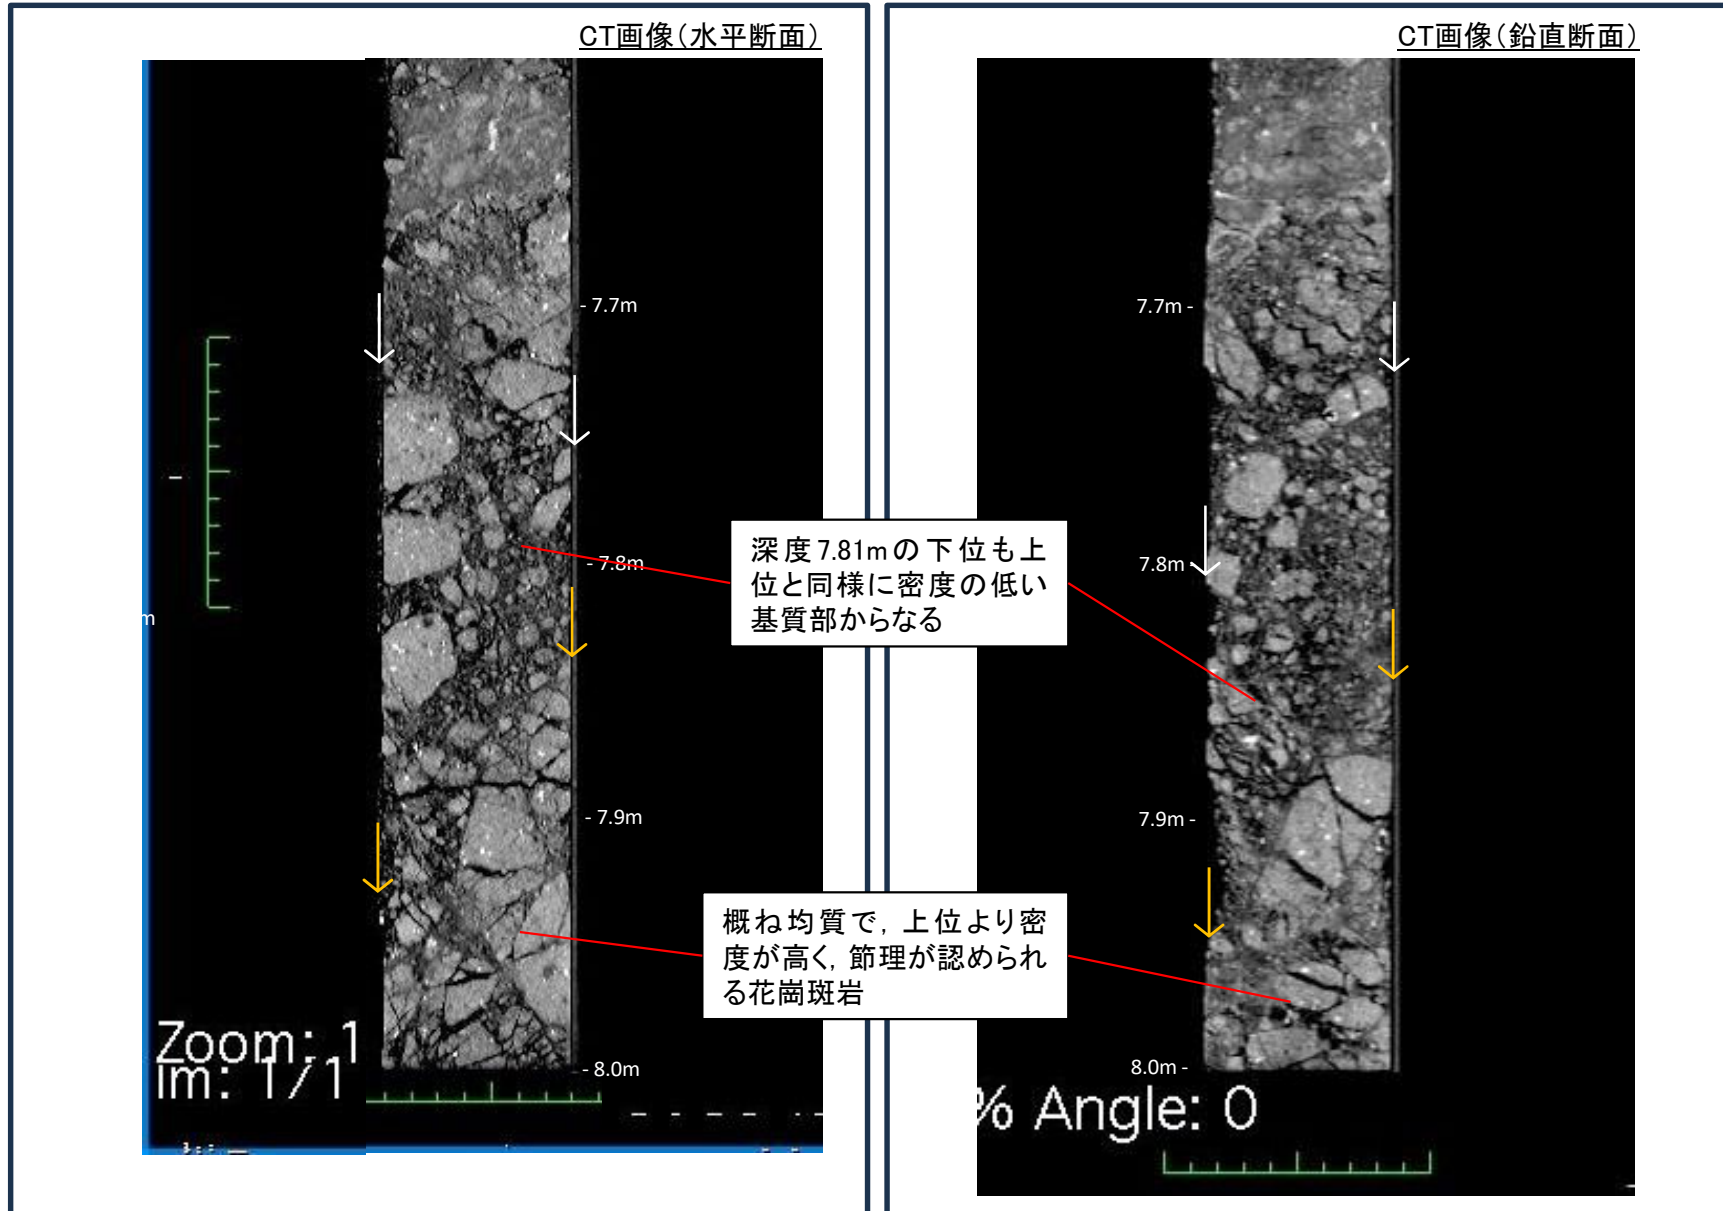 CT画像(水平断面)
- 7.7m
- 7.8m
- 7.9m
- 8.0m
m
Zoom: 1
Im: 1/1
深度7.81mの下位も上
位と同様に密度の低い
基質部からなる
概ね均質で, 上位より密
度が高く, 節理が認められ
る花崗斑岩
CT画像(鉛直断面)
7.7m -
7.8m -
7.9m -
8.0m -
% Angle: 0